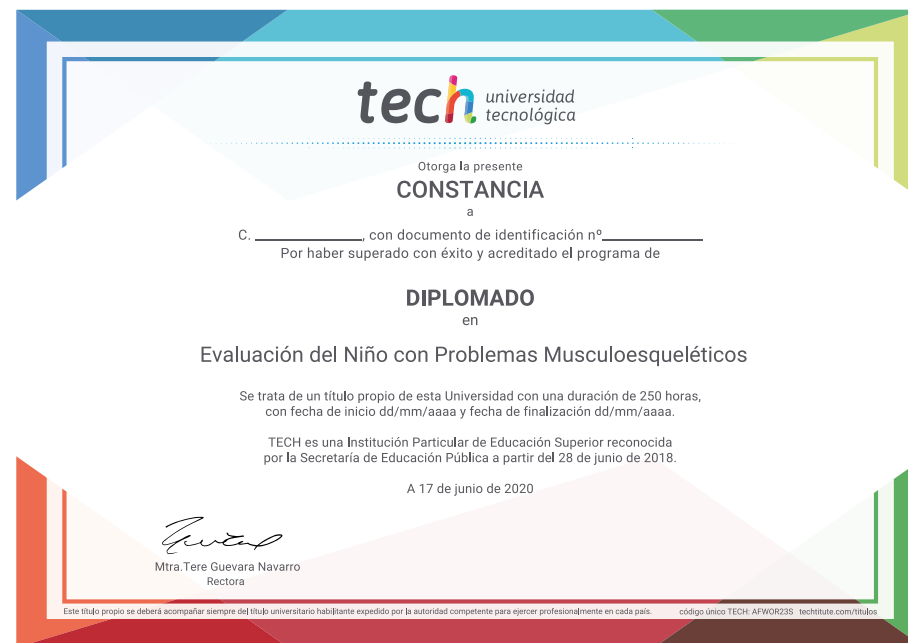 tech universidad
tecnológica
Otorga la presente
CONSTANCIA
a
C. ____________, con documento de identificación nº____________
Por haber superado con éxito y acreditado el programa de
DIPLOMADO
en
Evaluación del Niño con Problemas Musculoesqueléticos
Se trata de un título propio de esta Universidad con una duración de 250 horas,
con fecha de inicio dd/mm/aaaa y fecha de finalización dd/mm/aaaa.
TECH es una Institución Particular de Educación Superior reconocida
por la Secretaría de Educación Pública a partir del 28 de junio de 2018.
A 17 de junio de 2020
Mtra.Tere Guevara Navarro
Rectora
Este título propio se deberá acompañar siempre del título universitario habilitante expedido por la autoridad competente para ejercer profesionalmente en cada país. código único TECH: AFWOR23S techtitute.com/titulos